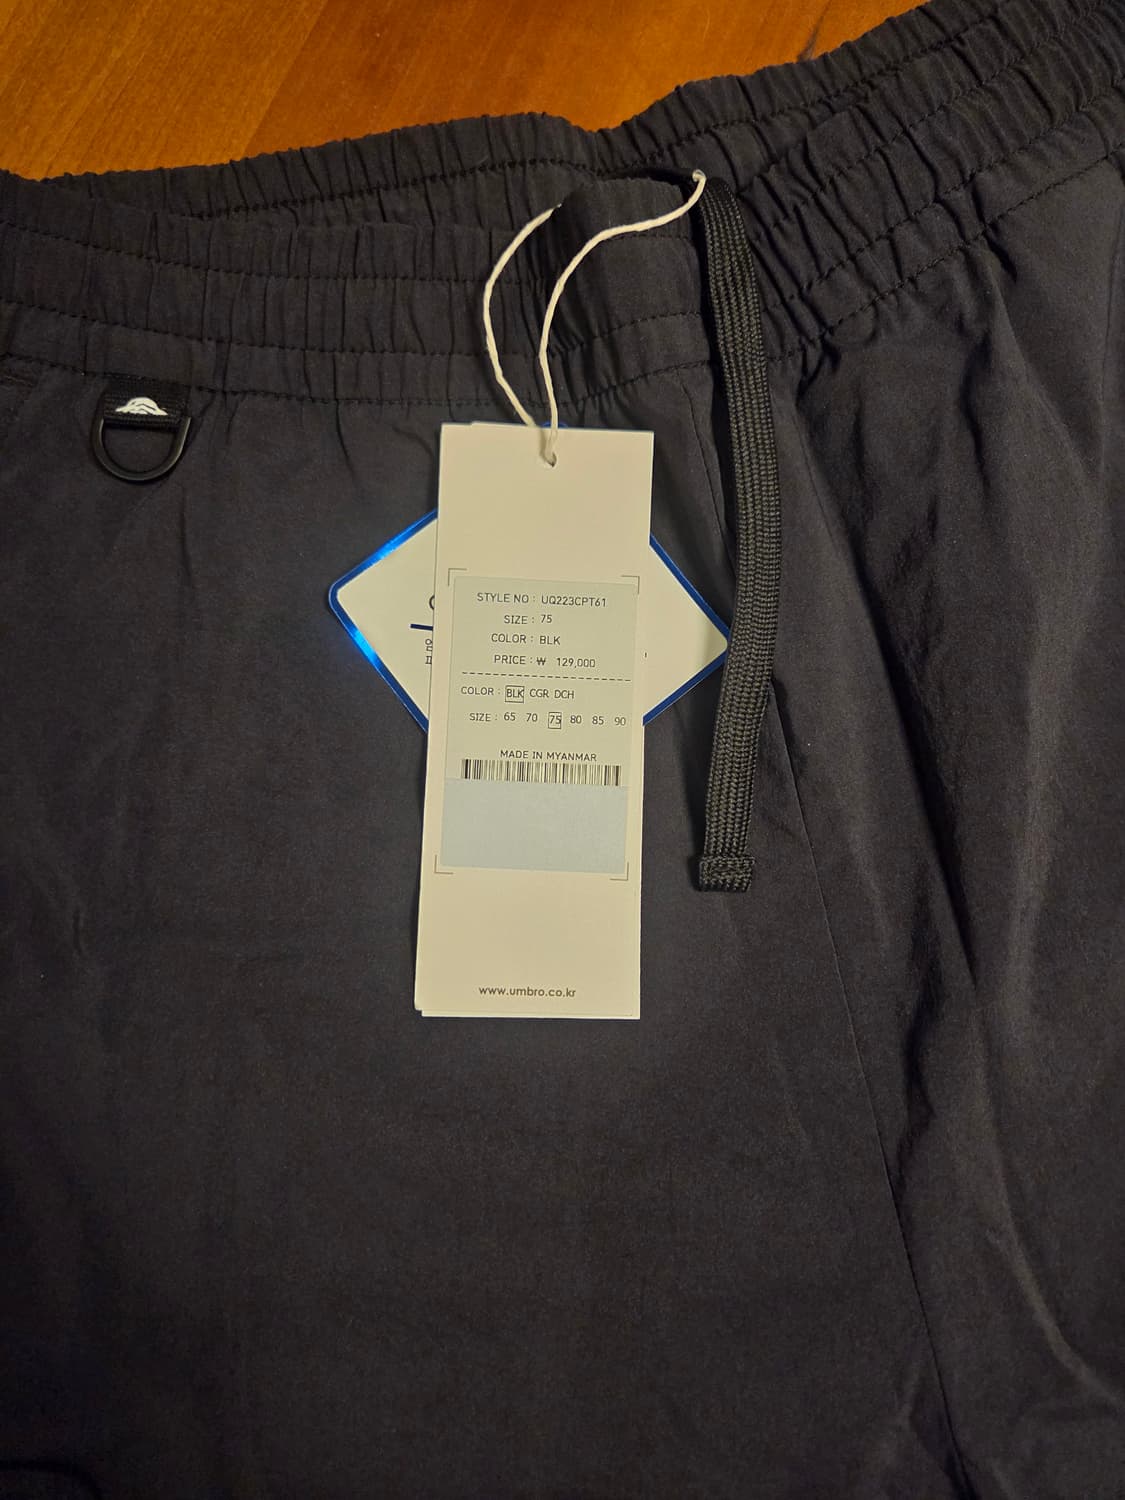 STYLE NO : UQ223CPT61
SIZE : 75
COLOR : BLK
PRICE : ₩ 129,000
COLOR : BLK CGR DCH
SIZE : 65 70 75 80 85 90
MADE IN MYANMAR
www.umbro.co.kr